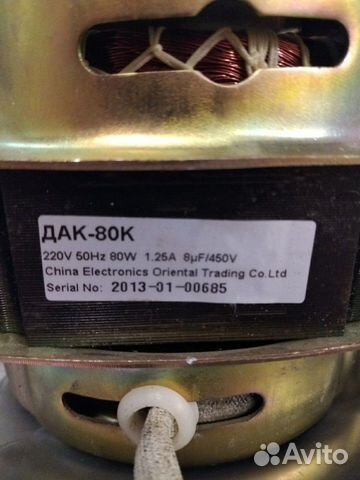 ДАК-80К
220V 50Hz 80W 1.25A 8µF/450V
China Electronics Oriental Trading Co.Ltd
Serial No: 2013-01-00685
Avito